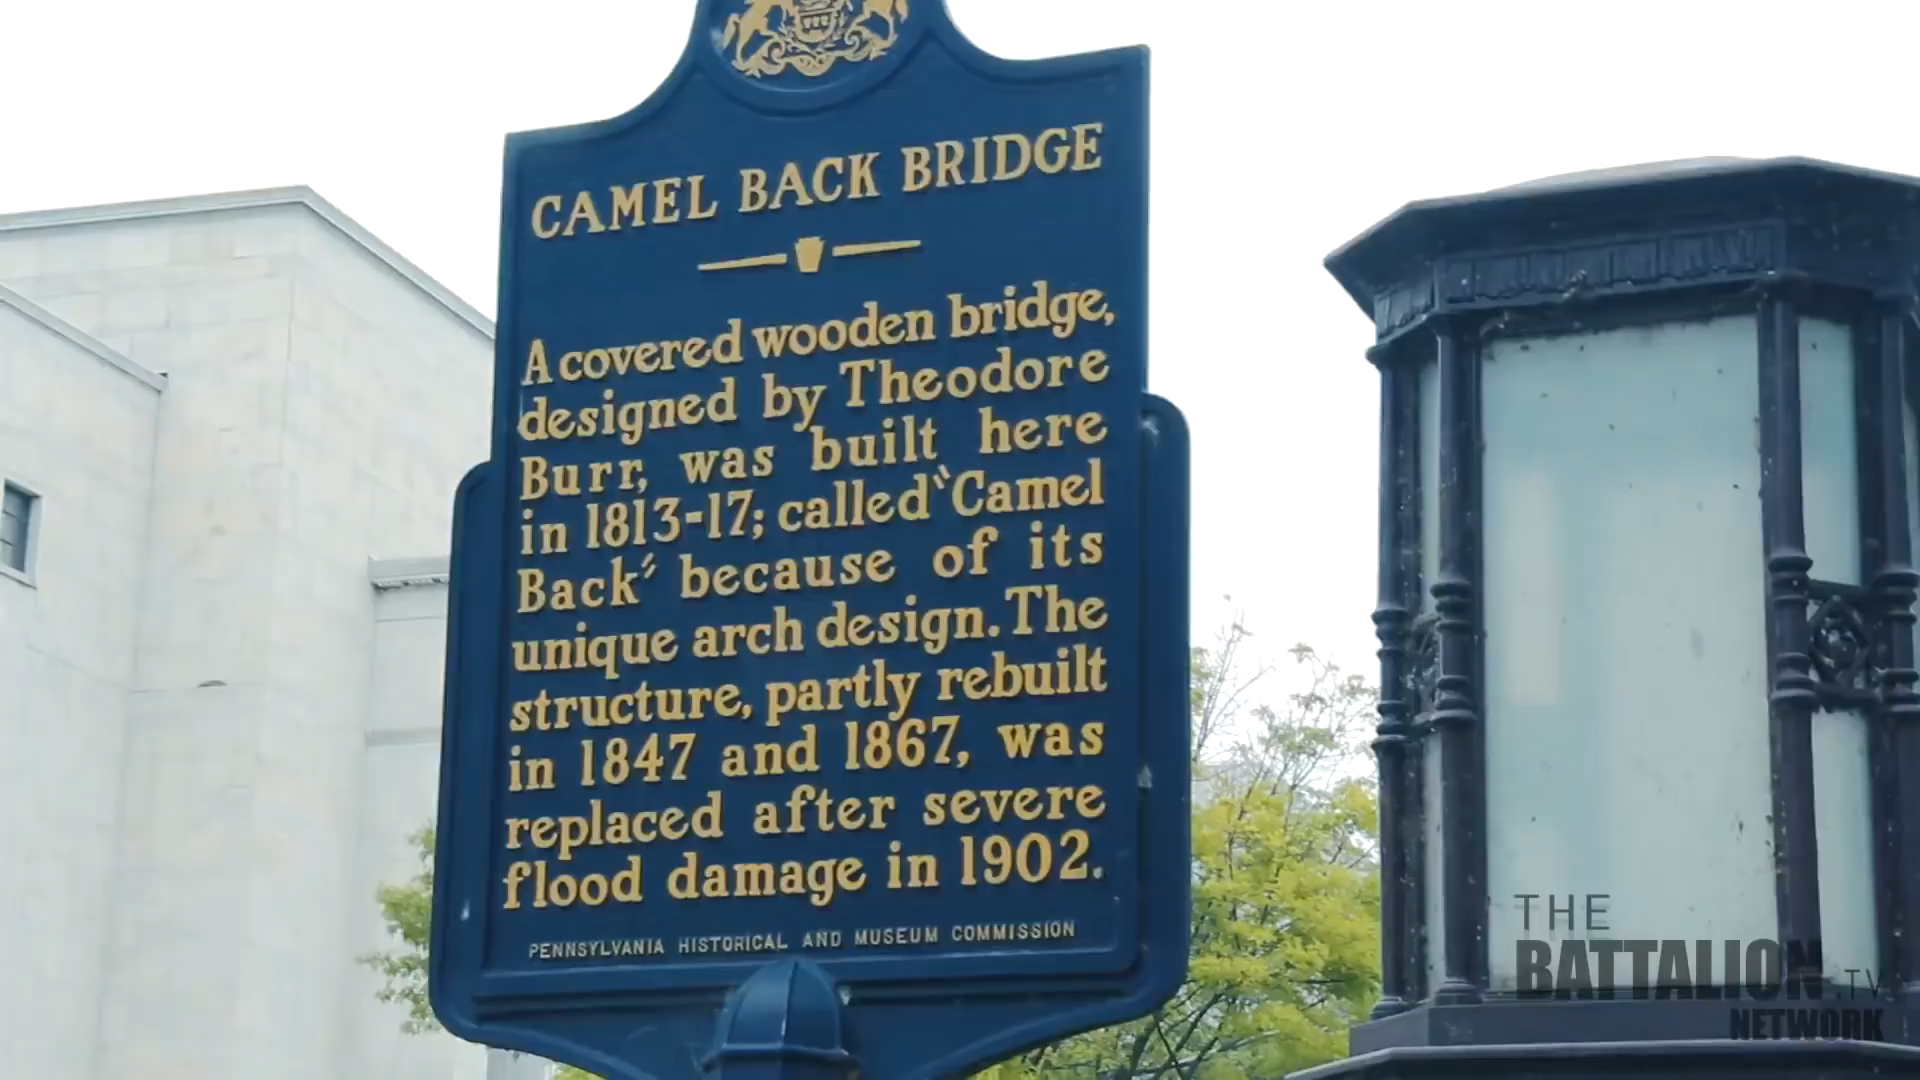 CAMEL BACK BRIDGE
A covered wooden bridge,
designed by Theodore
Burr, was built here
in 1813-17; called "Camel
Back" because of its
unique arch design. The
structure, partly rebuilt
in 1847 and 1867, was
replaced after severe
flood damage in 1902.
PENNSYLVANIA HISTORICAL AND MUSEUM COMMISSION
THE
BATTALION.TV
NETWORK